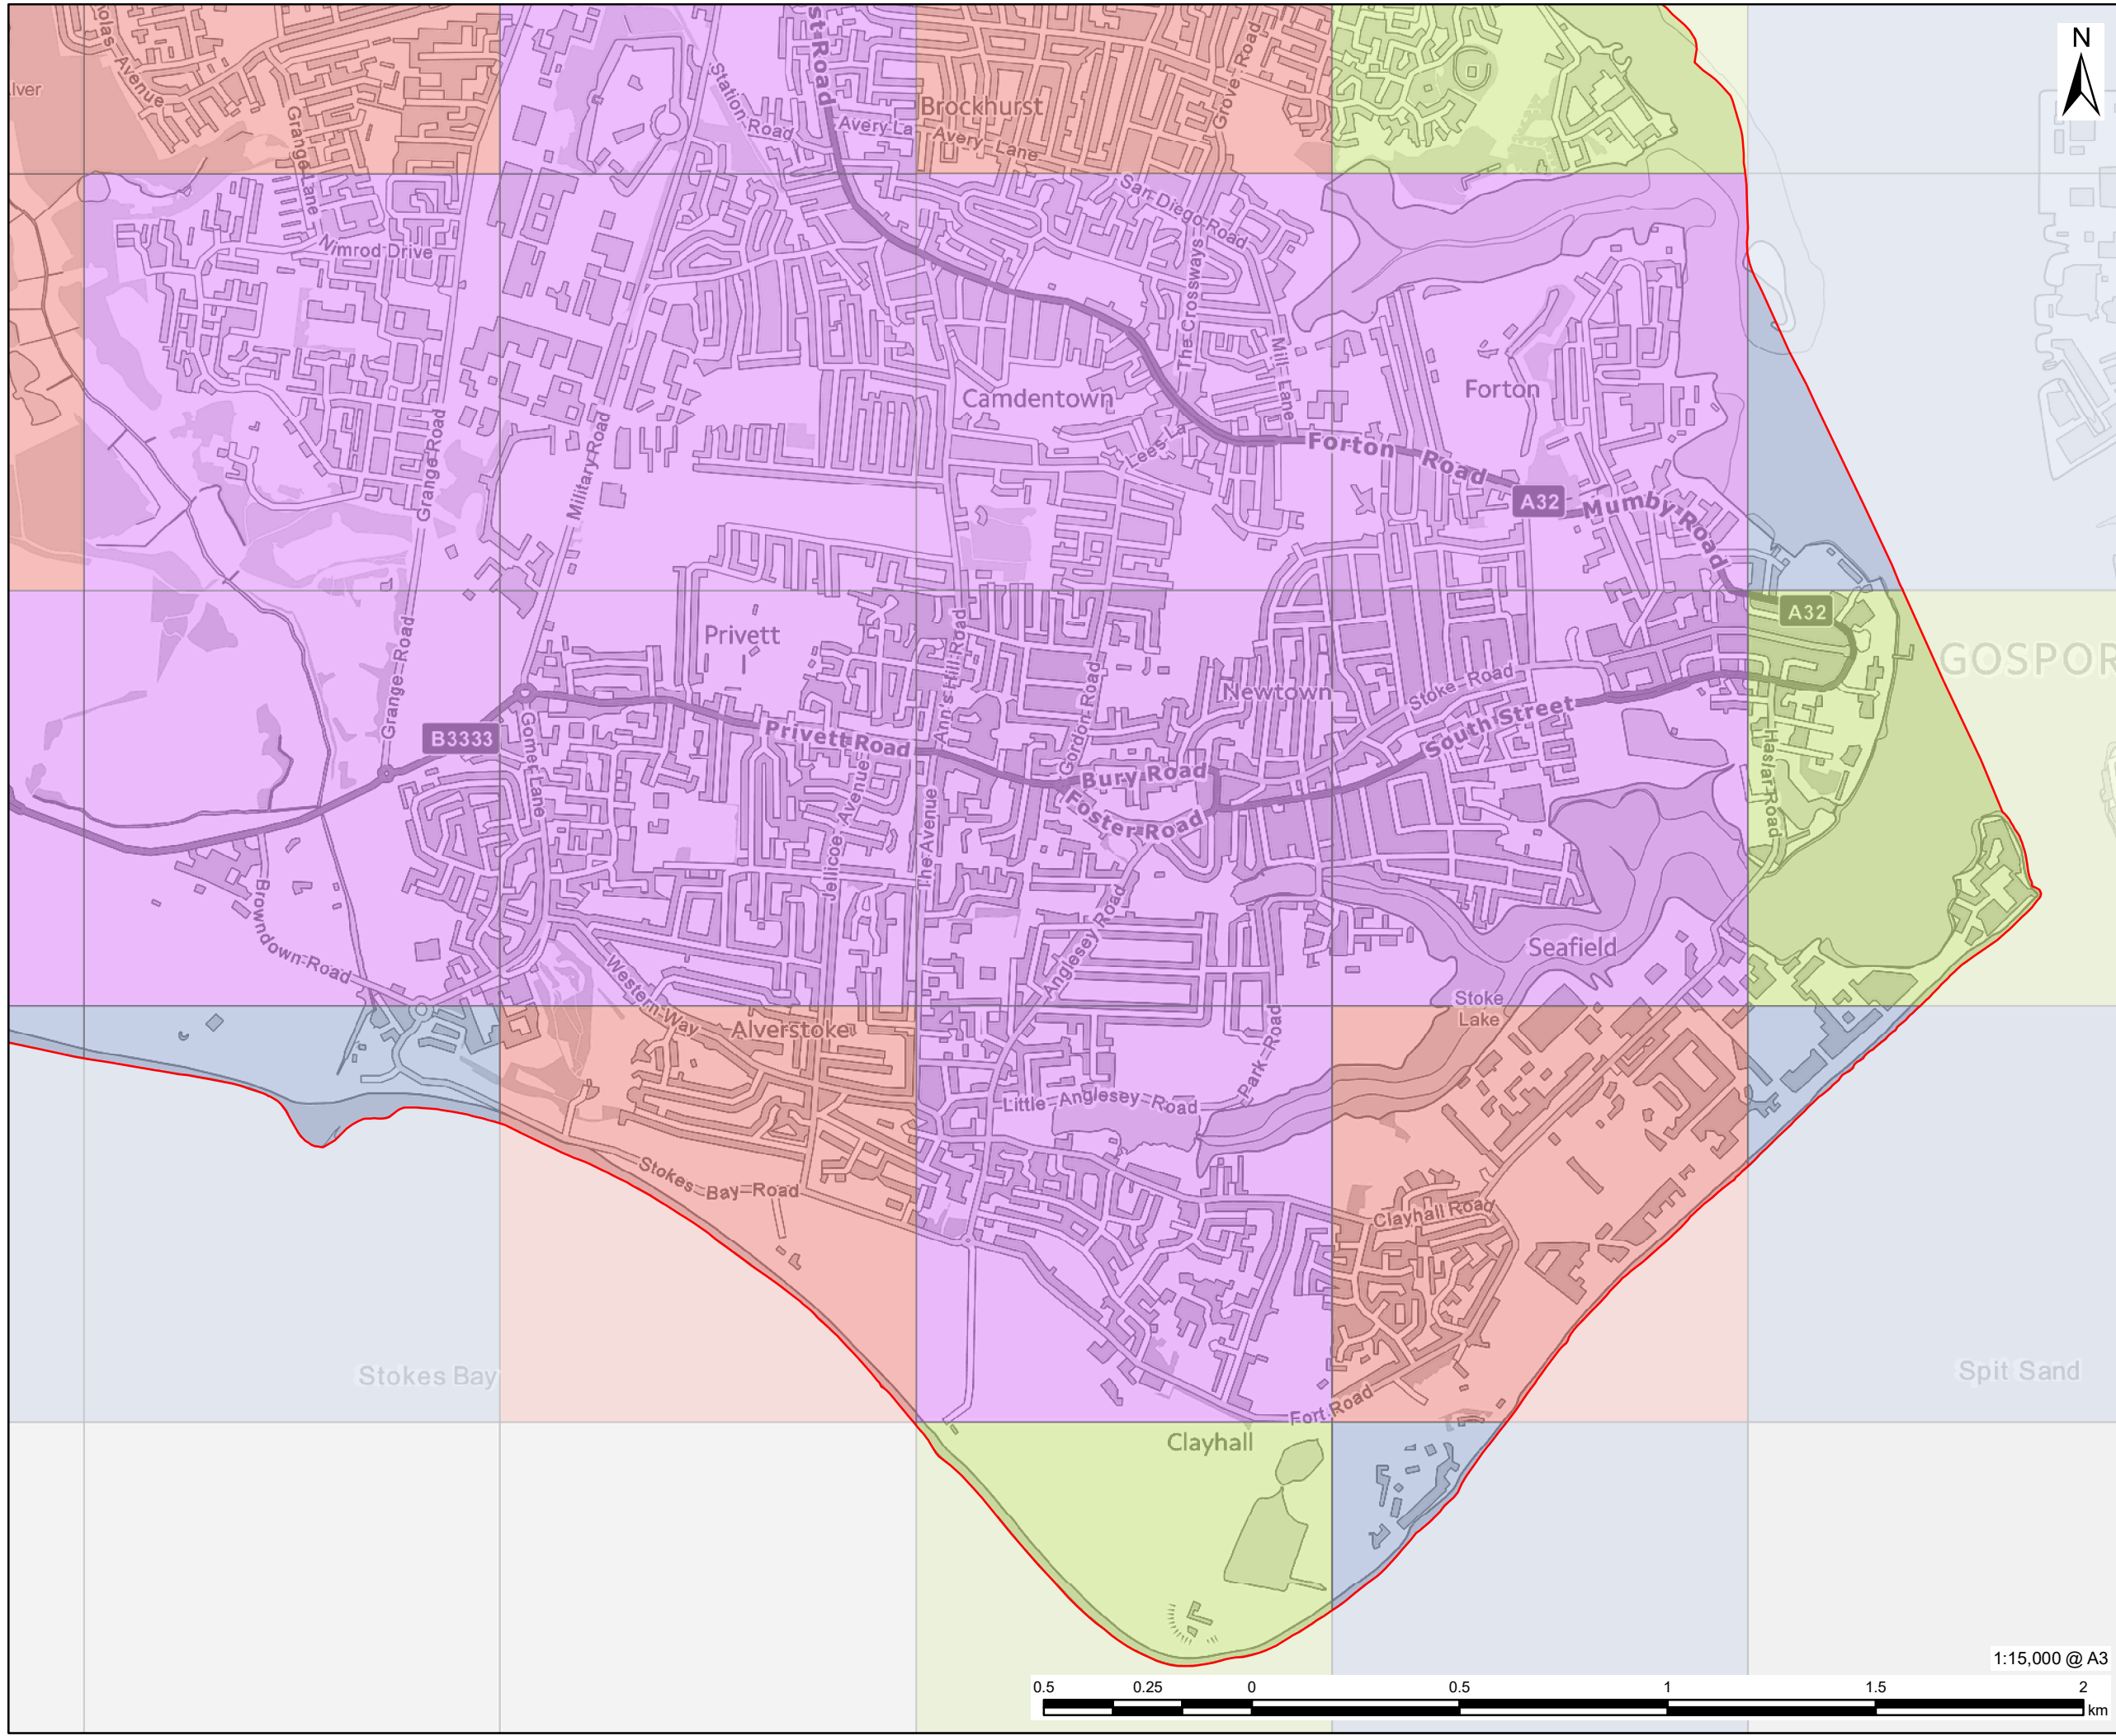 N
st Road
Grove Road
Station Road
Brockhurst
Avenue
lver
Grange Lane
Avery La
Avery Lane
San Diego Road
Nimrod Drive
The Crossways
Mill Lane
Forton
Camdentown
Grange Road
Military Road
Lees La
Forton Road
A32
Mumby Road
A32
Privett
Ann's Hill Road
GOSPOR
Grange Road
Gordon Road
Newtown
Stoke Road
South Street
B3333
Gomer Lane
Privett Road
Haslar Road
Jellicoe Avenue
The Avenue
Bury Road
Foster Road
Browndown Road
Anglesey Road
Seafield
Western Way
Stoke
Lake
Alverstoke
Park Road
Little Anglesey Road
Stokes Bay Road
Clayhall Road
Stokes Bay
Spit Sand
Fort Road
Clayhall
1:15,000 @ A3
0.5 0.25 0 0.5 1 1.5 2
km